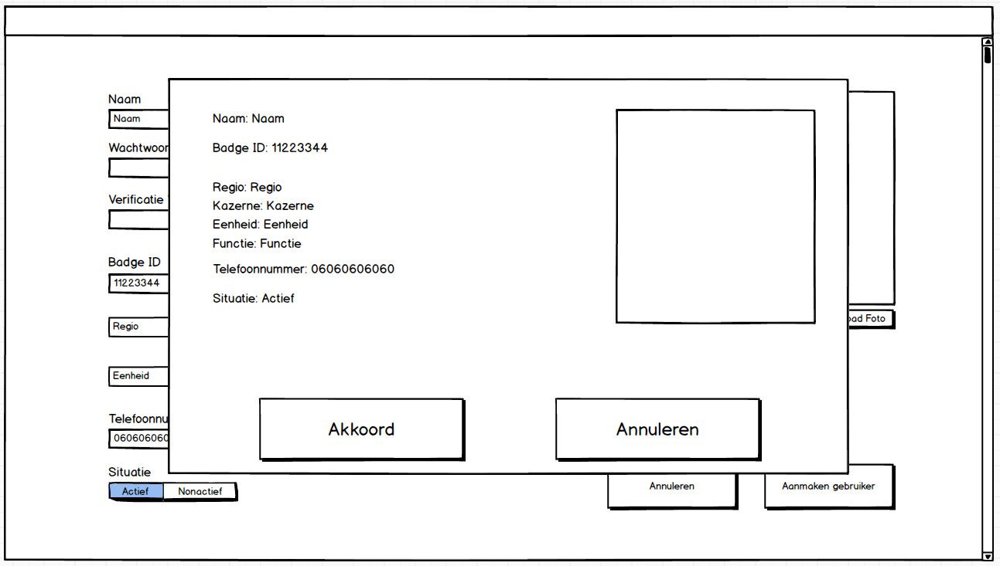 Naam
Naam
Wachtwoor
Verificatie
Badge ID
11223344
Regio
Eenheid
Telefoonnu
060606060
Situatie
Actief Nonactief
Naam: Naam
Badge ID: 11223344
Regio: Regio
Kazerne: Kazerne
Eenheid: Eenheid
Functie: Functie
Telefoonnummer: 06060606060
Situatie: Actief
Akkoord Annuleren
oad Foto
Annuleren Aanmaken gebruiker